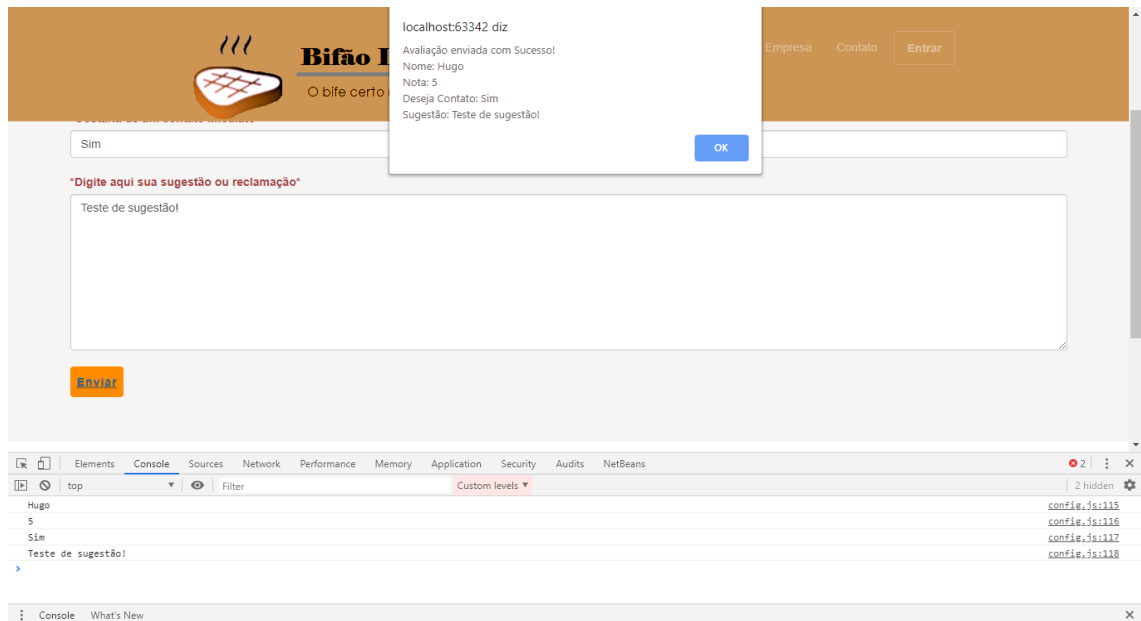 localhost:63342 diz
Avaliação enviada com Sucesso!
Nome: Hugo
Nota: 5
Deseja Contato: Sim
Sugestão: Teste de sugestão!
OK
Bifão
O bife certo
Empresa Contato Entrar
Sim
*Digite aqui sua sugestão ou reclamação*
Teste de sugestão!
Enviar
Elements Console Sources Network Performance Memory Application Security Audits NetBeans 2
top Filter Custom levels 2 hidden
Hugo config.js:115
5 config.js:116
Sim config.js:117
Teste de sugestão! config.js:118
Console What's New